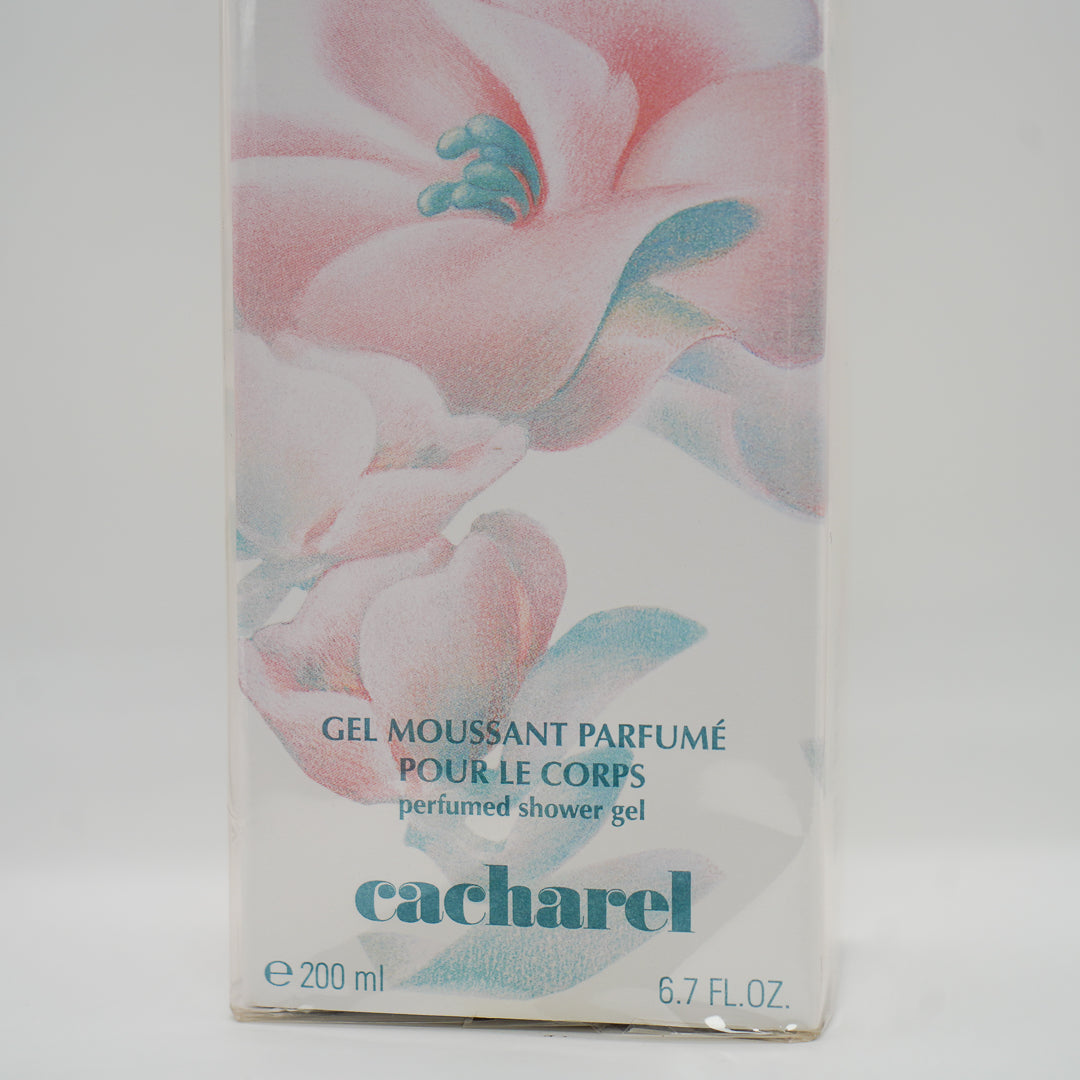 GEL MOUSSANT PARFUMÉ
POUR LE CORPS
perfumed shower gel
cacharel
℮ 200 ml
6.7 FL.OZ.